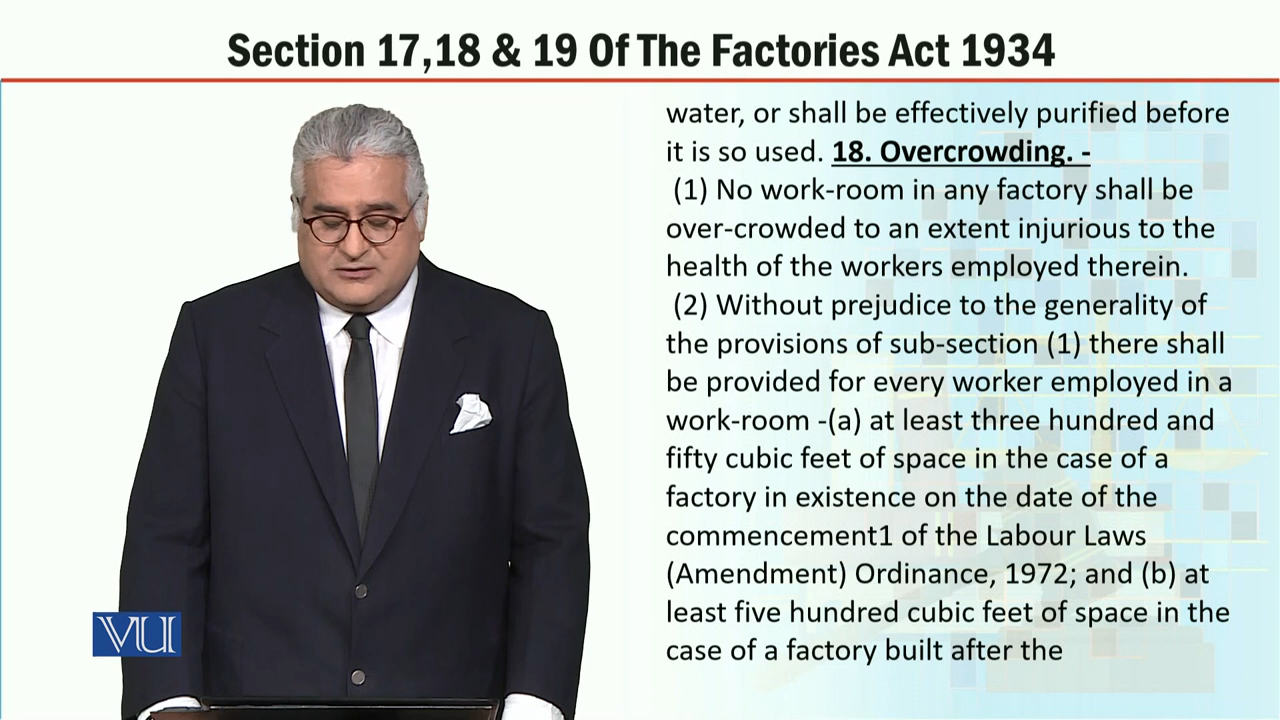 Section 17,18 & 19 Of The Factories Act 1934
water, or shall be effectively purified before
it is so used. 18. Overcrowding. -
(1) No work-room in any factory shall be
over-crowded to an extent injurious to the
health of the workers employed therein.
(2) Without prejudice to the generality of
the provisions of sub-section (1) there shall
be provided for every worker employed in a
work-room -(a) at least three hundred and
fifty cubic feet of space in the case of a
factory in existence on the date of the
commencement1 of the Labour Laws
(Amendment) Ordinance, 1972; and (b) at
least five hundred cubic feet of space in the
case of a factory built after the
VU